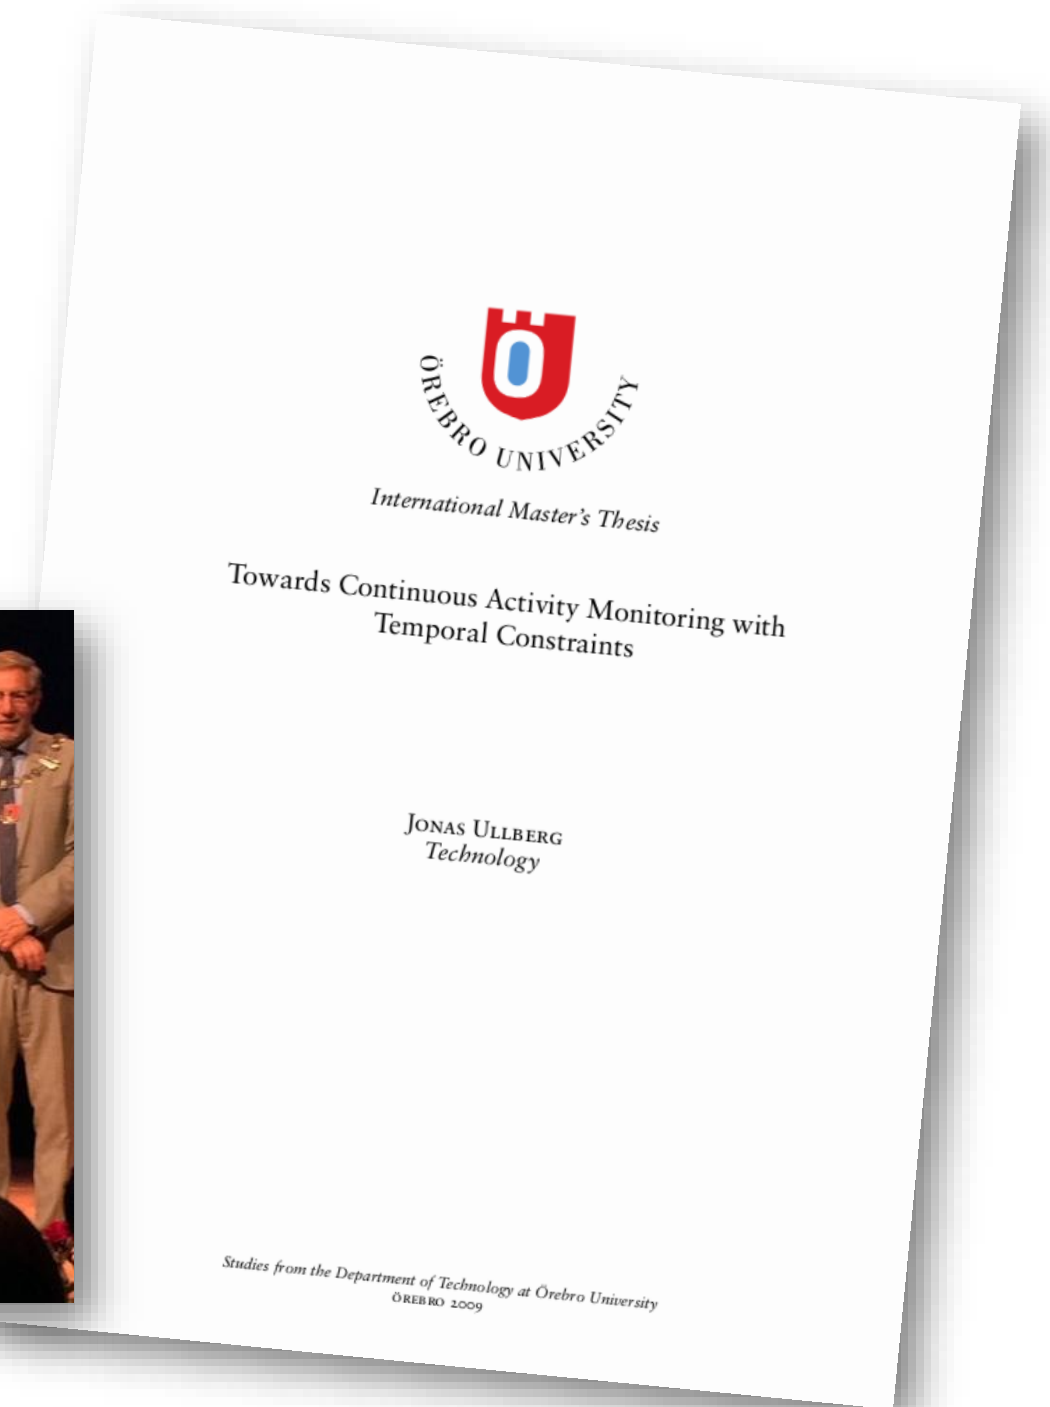 ÖREBRO UNIVERSITY
International Master's Thesis
Towards Continuous Activity Monitoring with
Temporal Constraints
JONAS ULLBERG
Technology
Studies from the Department of Technology at Örebro University
ÖREBRO 2009